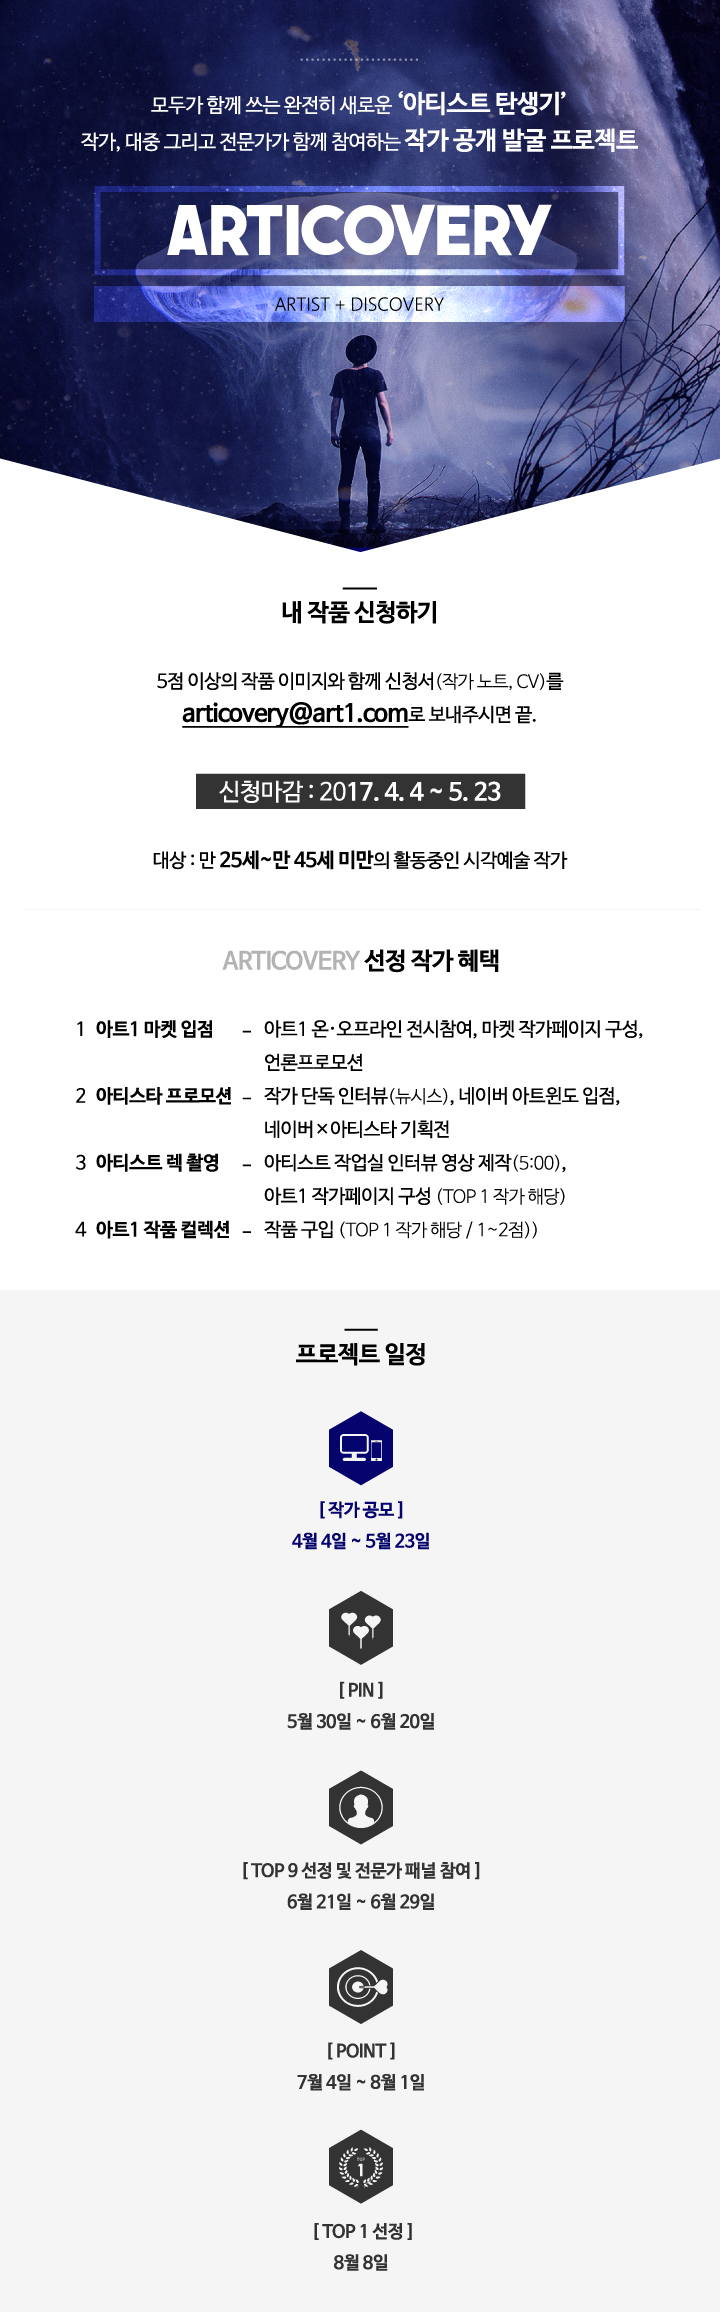 모두가 함께 쓰는 완전히 새로운 ‘아티스트 탄생기’
작가, 대중 그리고 전문가가 함께 참여하는 작가 공개 발굴 프로젝트
ARTICOVERY
ARTIST + DISCOVERY
내 작품 신청하기
5점 이상의 작품 이미지와 함께 신청서(작가 노트, CV)를
articovery@art1.com로 보내주시면 끝.
신청마감 : 2017. 4. 4 ~ 5. 23
대상 : 만 25세~만 45세 미만의 활동중인 시각예술 작가
ARTICOVERY 선정 작가 혜택
1 아트1 마켓 입점 – 아트1 온·오프라인 전시참여, 마켓 작가페이지 구성,
언론프로모션
2 아티스타 프로모션 – 작가 단독 인터뷰(뉴시스), 네이버 아트윈도 입점,
네이버×아티스타 기획전
3 아티스트 렉 촬영 – 아티스트 작업실 인터뷰 영상 제작(5:00),
아트1 작가페이지 구성 (TOP 1 작가 해당)
4 아트1 작품 컬렉션 – 작품 구입 (TOP 1 작가 해당 / 1~2점))
프로젝트 일정
[ 작가 공모 ]
4월 4일 ~ 5월 23일
[ PIN ]
5월 30일 ~ 6월 20일
[ TOP 9 선정 및 전문가 패널 참여 ]
6월 21일 ~ 6월 29일
[ POINT ]
7월 4일 ~ 8월 1일
TOP
1
[ TOP 1 선정 ]
8월 8일